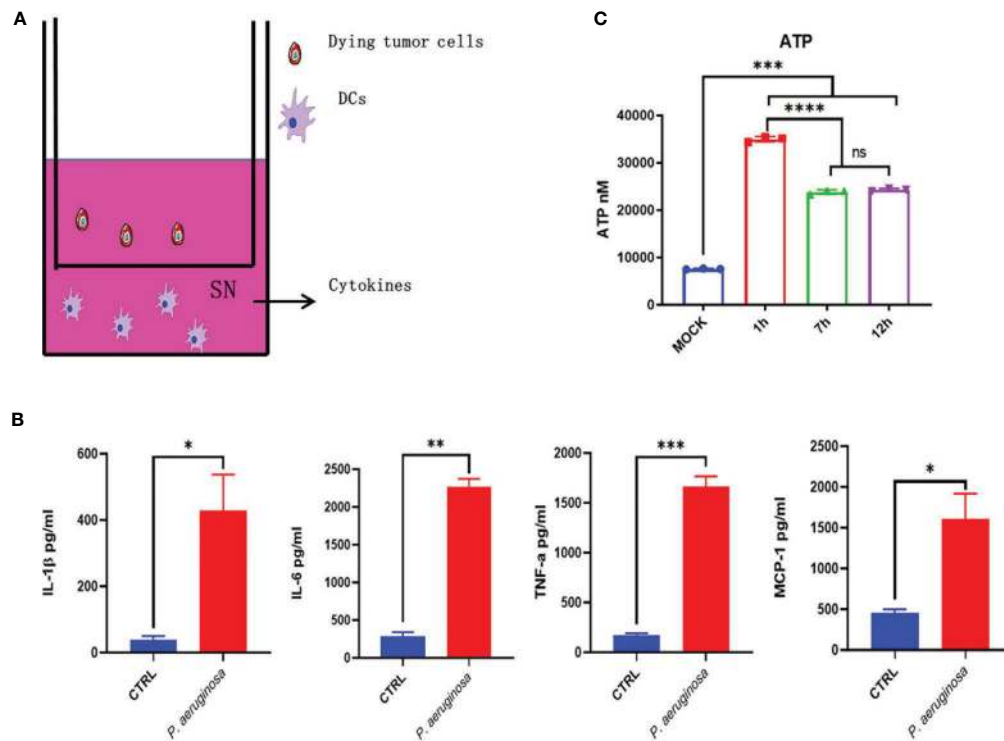 A
Dying tumor cells
DCs
SN
Cytokines
C
ATP
***
****
ns
ATP nM
40000
30000
20000
10000
0
MOCK
1h
7h
12h
B
*
IL-1β pg/ml
600
400
200
0
CTRL
P. aeruginosa
**
IL-6 pg/ml
2500
2000
1500
1000
500
0
CTRL
P. aeruginosa
***
TNF-a pg/ml
2000
1500
1000
500
0
CTRL
P. aeruginosa
*
MCP-1 pg/ml
2500
2000
1500
1000
500
0
CTRL
P. aeruginosa